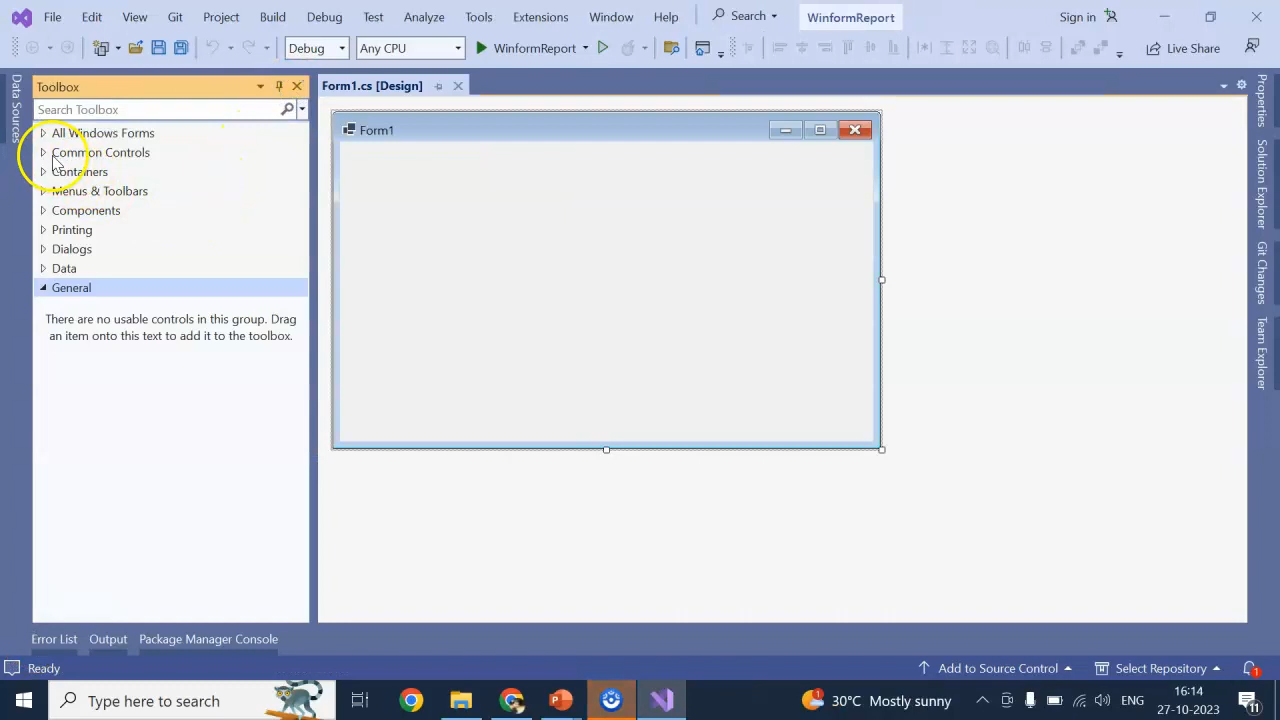 File Edit View Git Project Build Debug Test Analyze Tools Extensions Window Help Search WinformReport Sign in
Debug Any CPU WinformReport Live Share
Data Sources
Toolbox
Search Toolbox
All Windows Forms
Common Controls
Containers
Menus & Toolbars
Components
Printing
Dialogs
Data
General
There are no usable controls in this group. Drag
an item onto this text to add it to the toolbox.
Form1.cs [Design]
Form1
Properties
Solution Explorer
Git Changes
Team Explorer
Error List Output Package Manager Console
Ready Add to Source Control Select Repository 1
Type here to search 1 30°C Mostly sunny ENG 16:14
27-10-2023 11